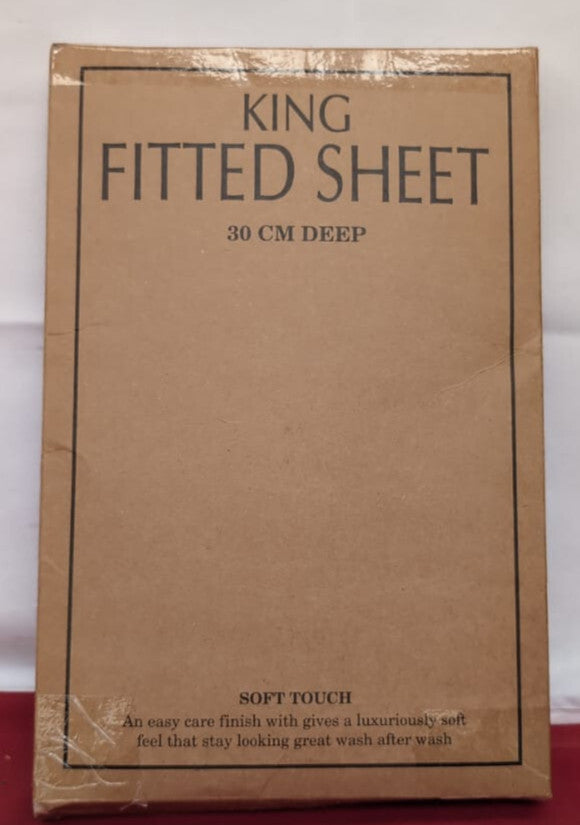 KING
FITTED SHEET
30 CM DEEP
SOFT TOUCH
An easy care finish with gives a luxuriously soft
feel that stay looking great wash after wash